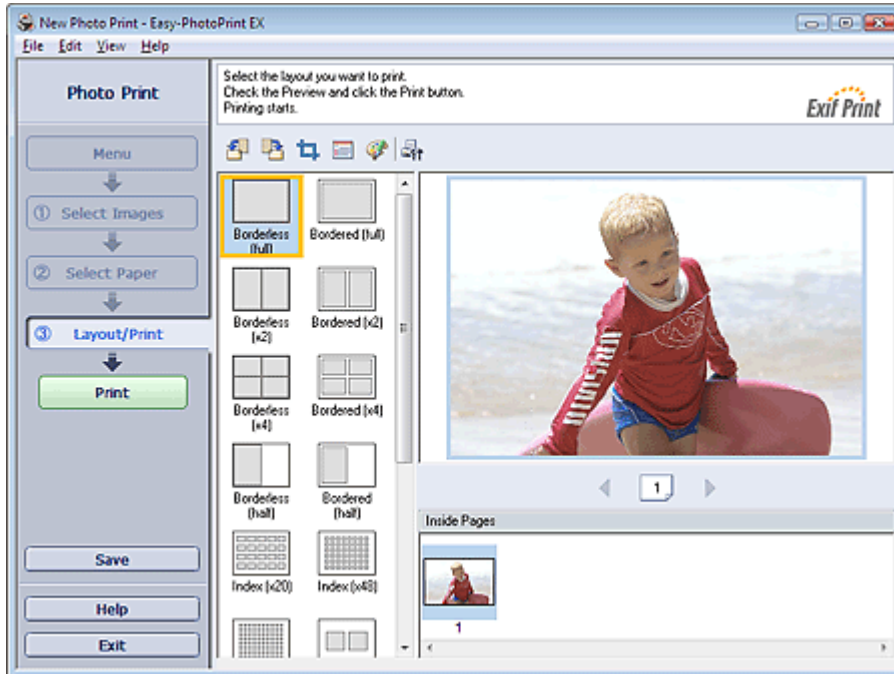 New Photo Print - Easy-PhotoPrint EX
File Edit View Help
Photo Print
Select the layout you want to print.
Check the Preview and click the Print button.
Printing starts.
Exif Print
Menu
① Select Images
② Select Paper
③ Layout/Print
Print
Save
Help
Exit
Borderless
(full)
Bordered (full)
Borderless
(x2)
Bordered (x2)
Borderless
(x4)
Bordered (x4)
Borderless
(half)
Bordered
(half)
Index (x20)
Index (x48)
1
Inside Pages
1